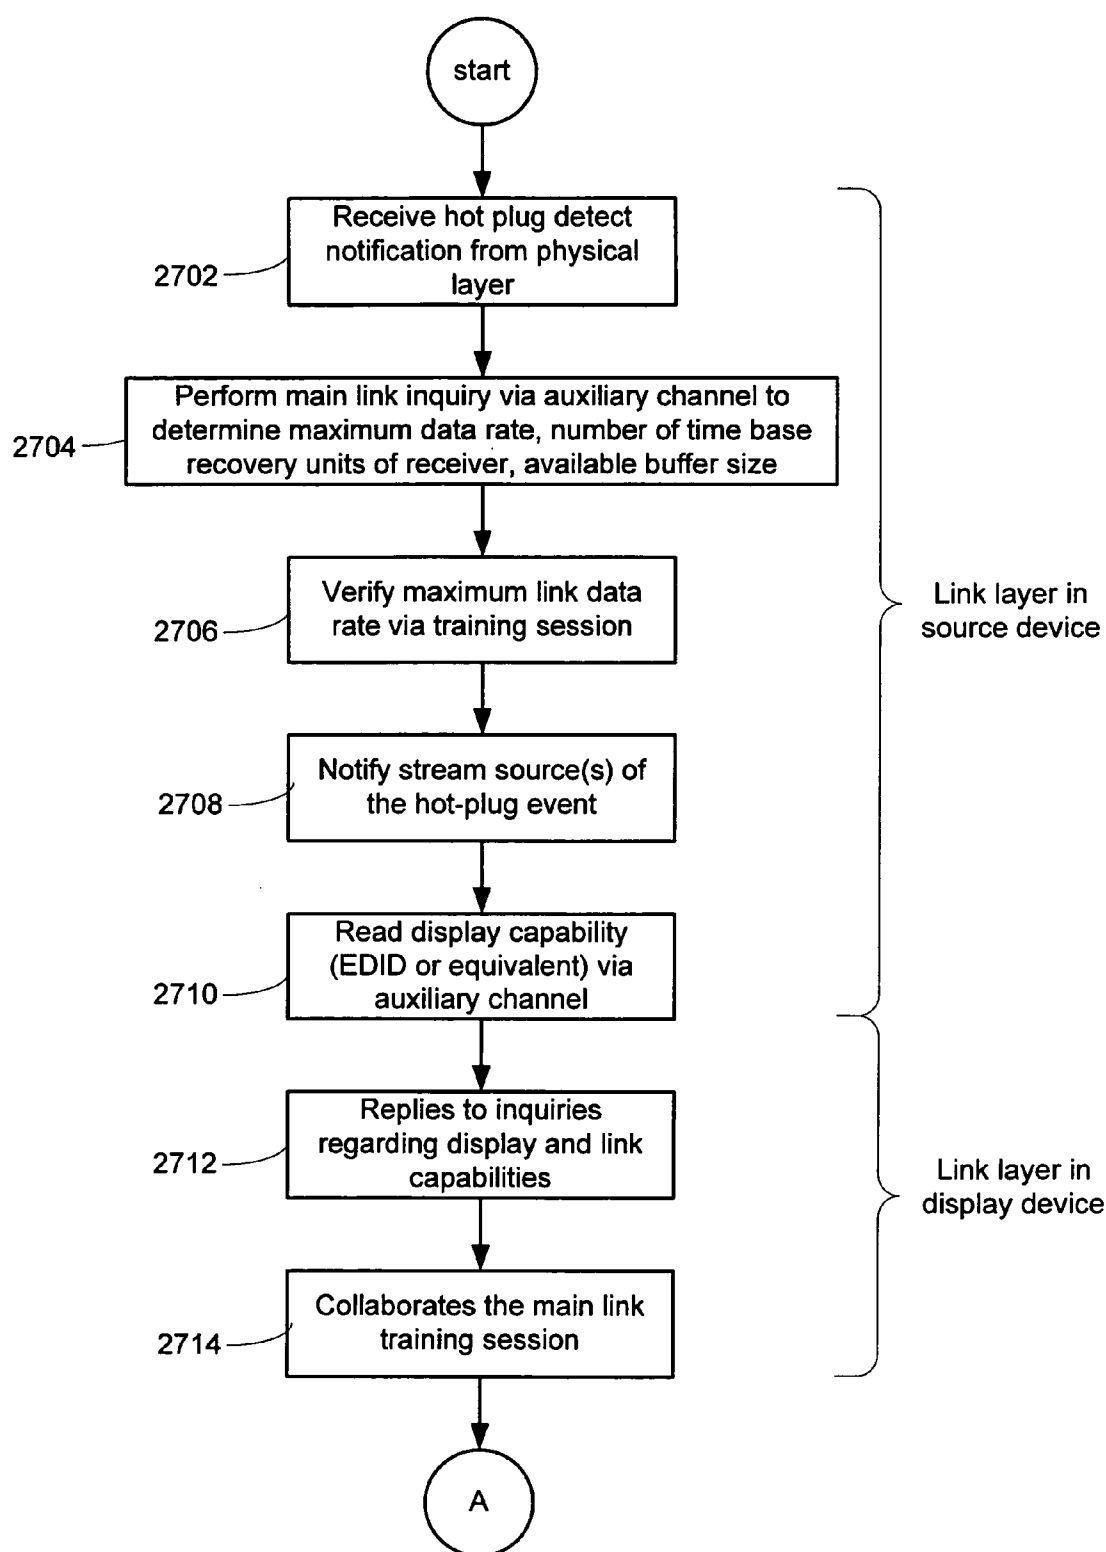 start
Receive hot plug detect
notification from physical
layer
2702
Perform main link inquiry via auxiliary channel to
determine maximum data rate, number of time base
recovery units of receiver, available buffer size
2704
Verify maximum link data
rate via training session
2706
Link layer in
source device
Notify stream source(s) of
the hot-plug event
2708
Read display capability
(EDID or equivalent) via
auxiliary channel
2710
Replies to inquiries
regarding display and link
capabilities
2712
Link layer in
display device
Collaborates the main link
training session
2714
A